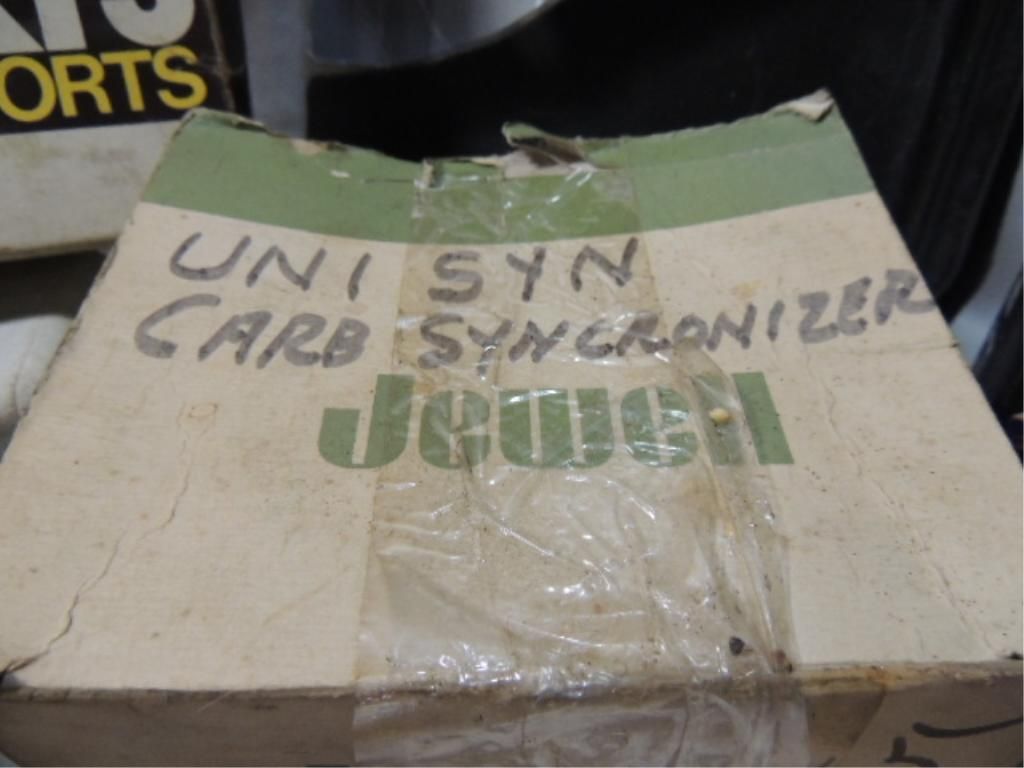 ORTS
UNI SYN
CARB SYNCRONIZER
Jewel